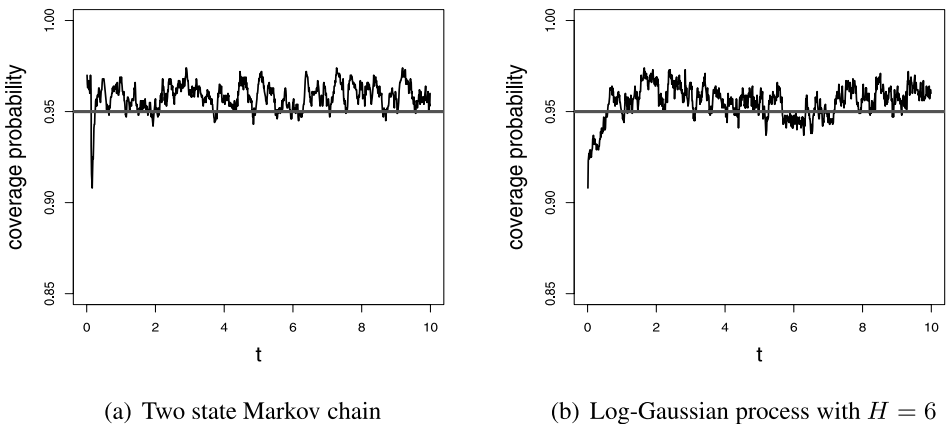 coverage probability
1.00
0.95
0.90
0.85
0 2 4 6 8 10
t
(a) Two state Markov chain
coverage probability
1.00
0.95
0.90
0.85
0 2 4 6 8 10
t
(b) Log-Gaussian process with H = 6